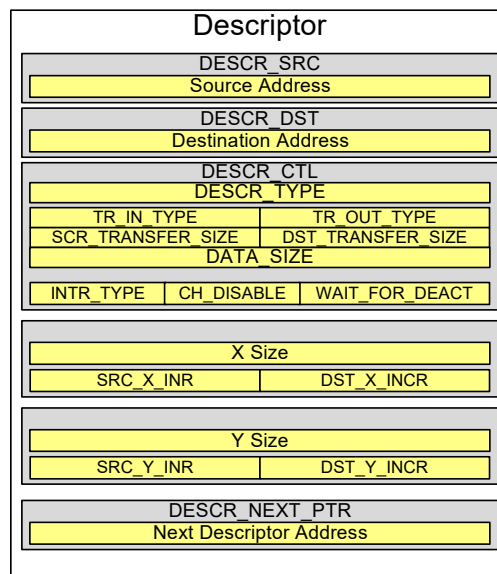 Descriptor
DESCR_SRC
Source Address
DESCR_DST
Destination Address
DESCR_CTL
DESCR_TYPE
TR_IN_TYPE TR_OUT_TYPE
SCR_TRANSFER_SIZE DST_TRANSFER_SIZE
DATA_SIZE
INTR_TYPE CH_DISABLE WAIT_FOR_DEACT
X Size
SRC_X_INR DST_X_INCR
Y Size
SRC_Y_INR DST_Y_INCR
DESCR_NEXT_PTR
Next Descriptor Address